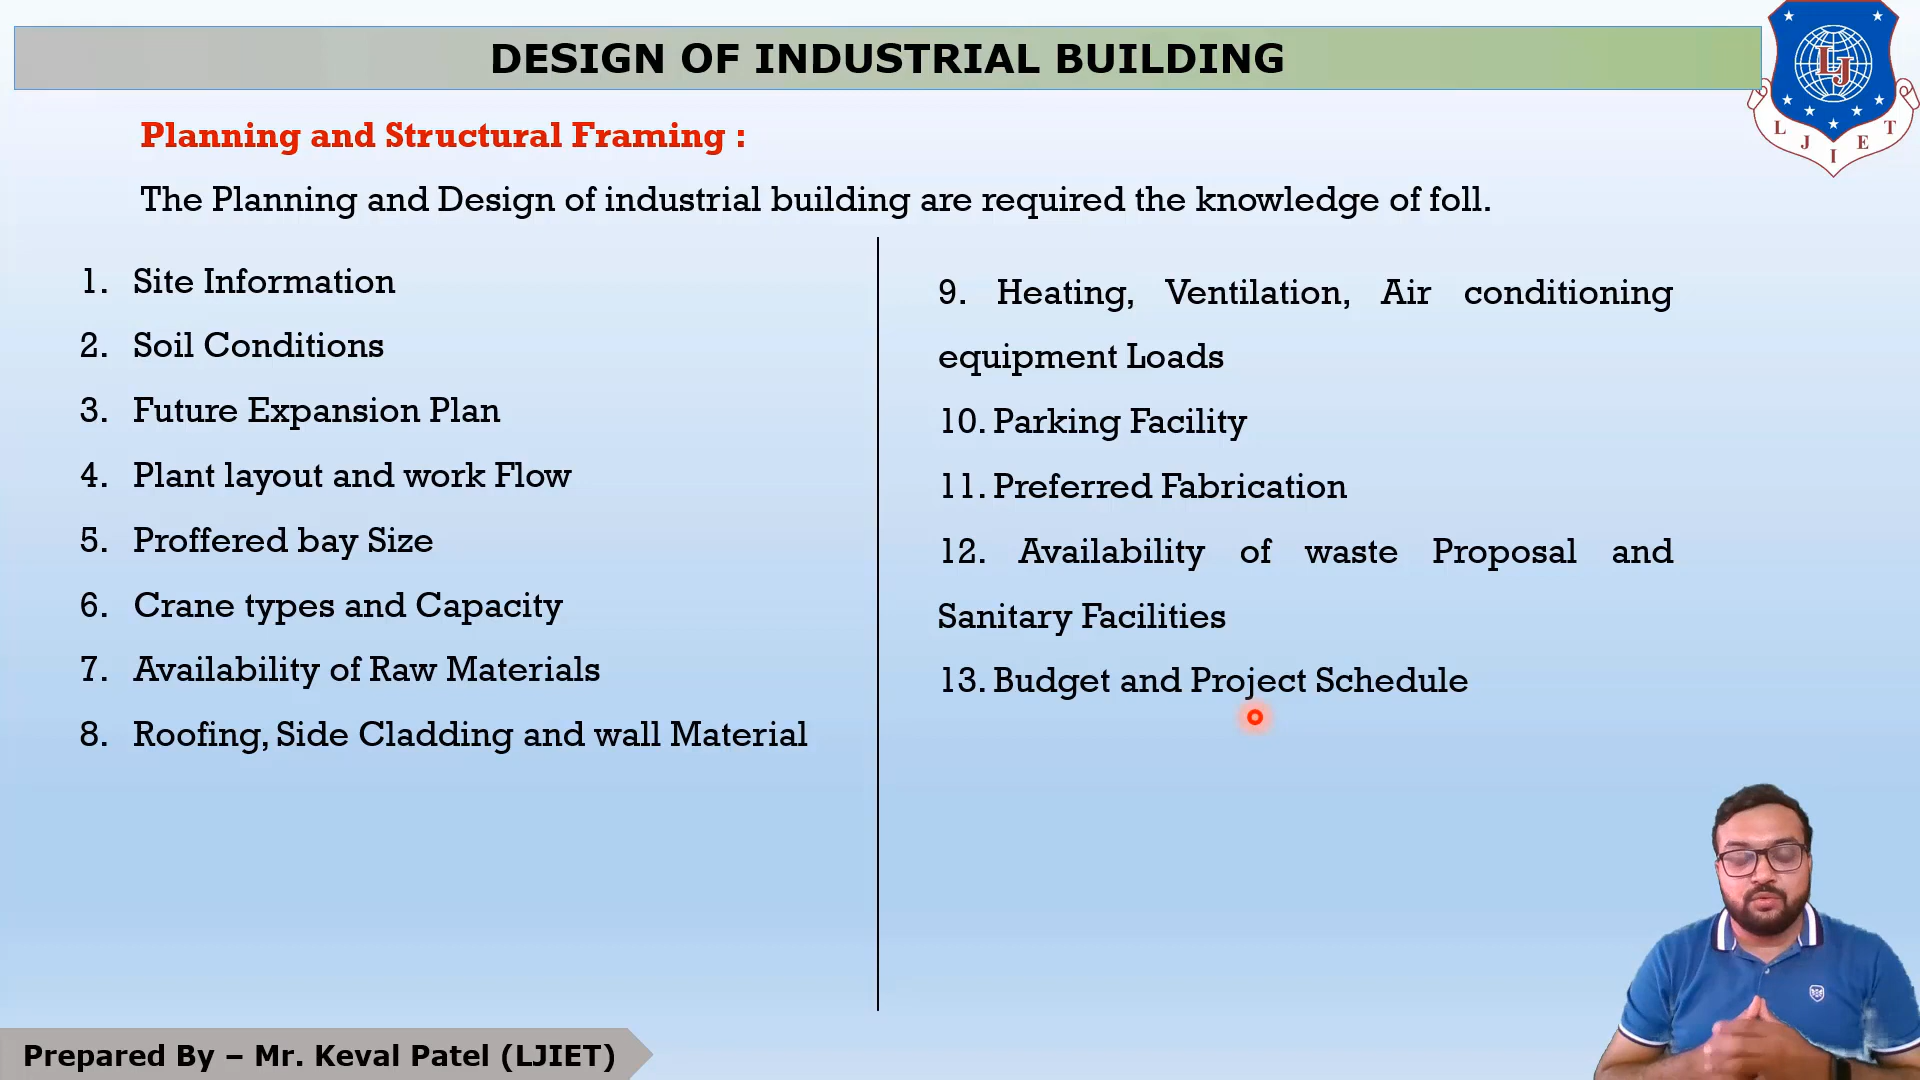 DESIGN OF INDUSTRIAL BUILDING
LJ
L J I E T
Planning and Structural Framing :
The Planning and Design of industrial building are required the knowledge of foll.
1. Site Information
2. Soil Conditions
3. Future Expansion Plan
4. Plant layout and work Flow
5. Proffered bay Size
6. Crane types and Capacity
7. Availability of Raw Materials
8. Roofing, Side Cladding and wall Material
9. Heating, Ventilation, Air conditioning
equipment Loads
10. Parking Facility
11. Preferred Fabrication
12. Availability of waste Proposal and
Sanitary Facilities
13. Budget and Project Schedule
Prepared By – Mr. Keval Patel (LJIET)